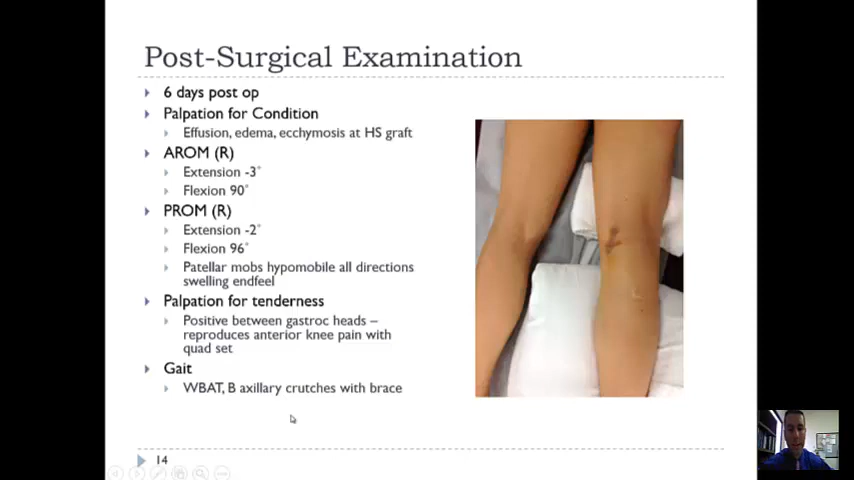 Post-Surgical Examination
6 days post op
Palpation for Condition
Effusion, edema, ecchymosis at HS graft
AROM (R)
Extension -3°
Flexion 90°
PROM (R)
Extension -2°
Flexion 96°
Patellar mobs hypomobile all directions
swelling endfeel
Palpation for tenderness
Positive between gastroc heads –
reproduces anterior knee pain with
quad set
Gait
WBAT, B axillary crutches with brace
14